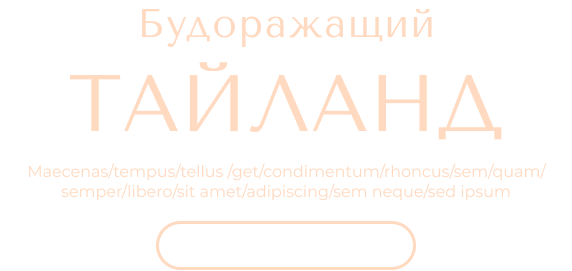 Будоражащий
ТАЙЛАНД
Maecenas/tempus/tellus /get/condimentum/rhoncus/sem/quam/
semper/libero/sit amet/adipiscing/sem neque/sed ipsum